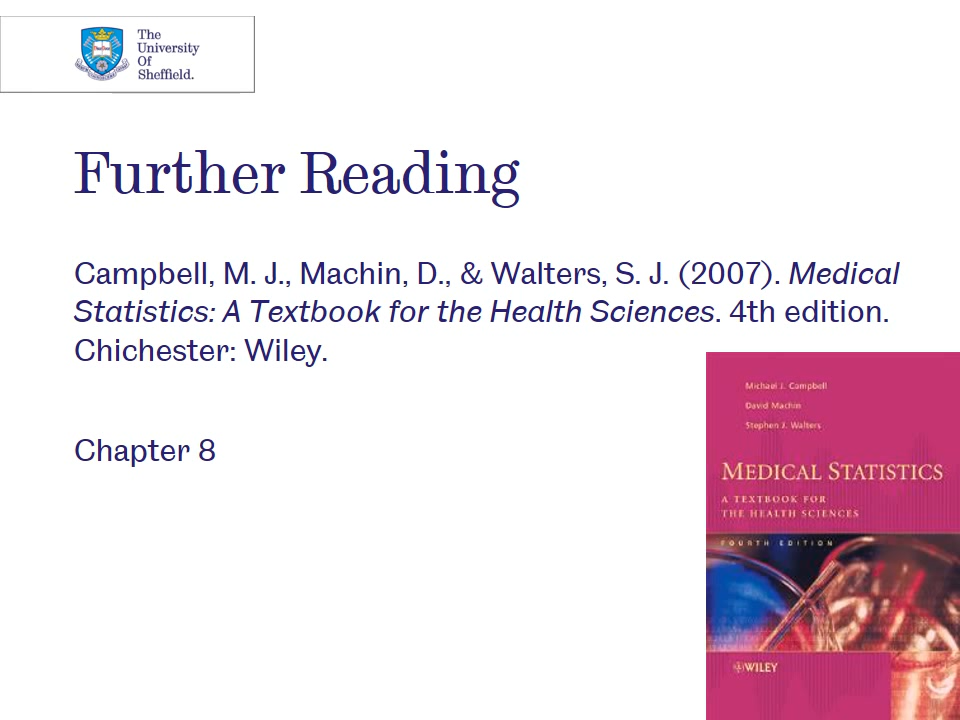 The
University
Of
Sheffield.
Further Reading
Campbell, M. J., Machin, D., & Walters, S. J. (2007). Medical
Statistics: A Textbook for the Health Sciences. 4th edition.
Chichester: Wiley.
Chapter 8
Michael J. Campbell
David Machin
Stephen J. Walters
MEDICAL STATISTICS
A TEXTBOOK FOR
THE HEALTH SCIENCES
FOURTH EDITION
WILEY